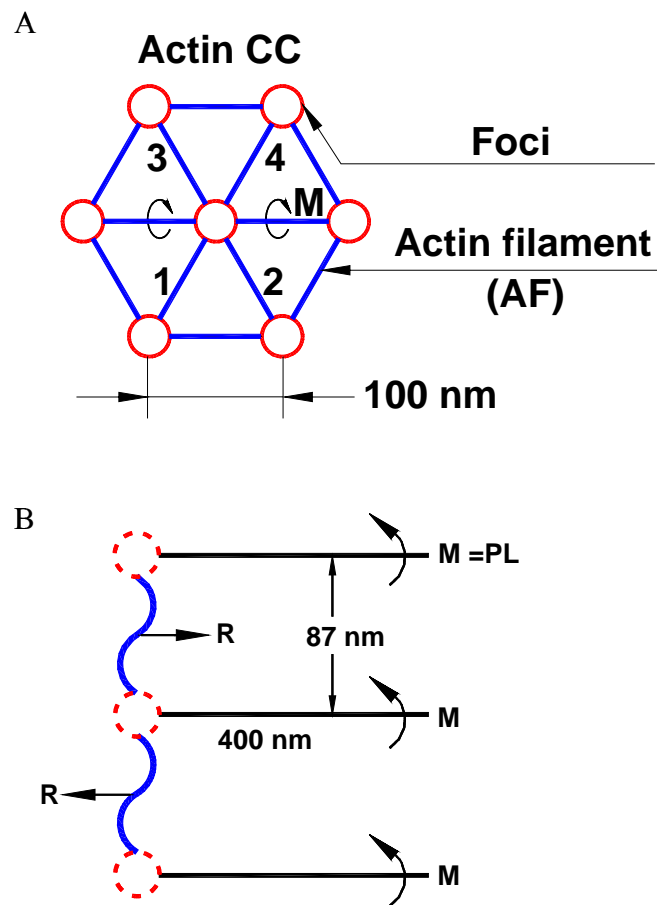 A
Actin CC
3 4
Foci
M
Actin filament
(AF)
1 2
100 nm
B
M =PL
R
87 nm
M
400 nm
R
M